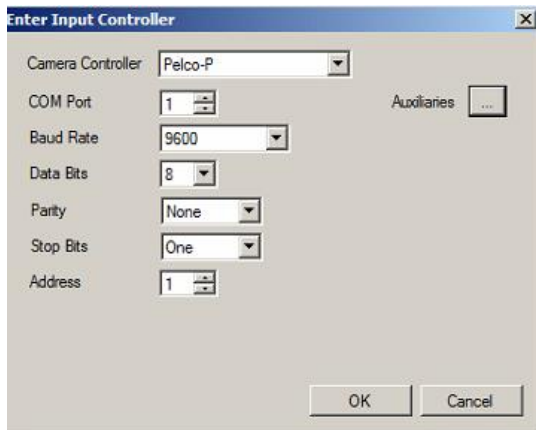 Enter Input Controller
Camera Controller Pelco-P
COM Port 1 Auxiliaries ...
Baud Rate 9600
Data Bits 8
Parity None
Stop Bits One
Address 1
OK Cancel